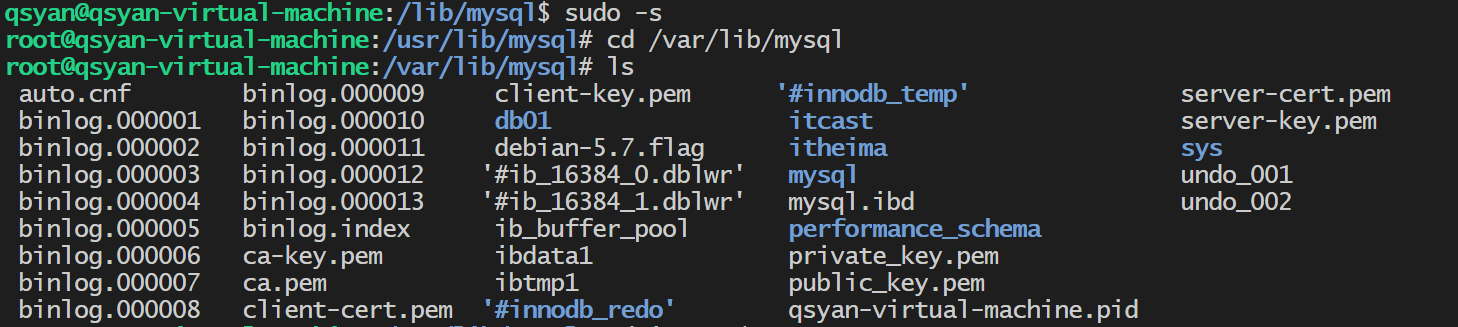 qsyan@qsyan-virtual-machine:/lib/mysql$ sudo -s
root@qsyan-virtual-machine:/usr/lib/mysql# cd /var/lib/mysql
root@qsyan-virtual-machine:/var/lib/mysql# ls
auto.cnf binlog.000009 client-key.pem '#innodb_temp' server-cert.pem
binlog.000001 binlog.000010 db01 itcast server-key.pem
binlog.000002 binlog.000011 debian-5.7.flag itheima sys
binlog.000003 binlog.000012 '#ib_16384_0.dblwr' mysql undo_001
binlog.000004 binlog.000013 '#ib_16384_1.dblwr' mysql.ibd undo_002
binlog.000005 binlog.index ib_buffer_pool performance_schema
binlog.000006 ca-key.pem ibdata1 private_key.pem
binlog.000007 ca.pem ibtmp1 public_key.pem
binlog.000008 client-cert.pem '#innodb_redo' qsyan-virtual-machine.pid